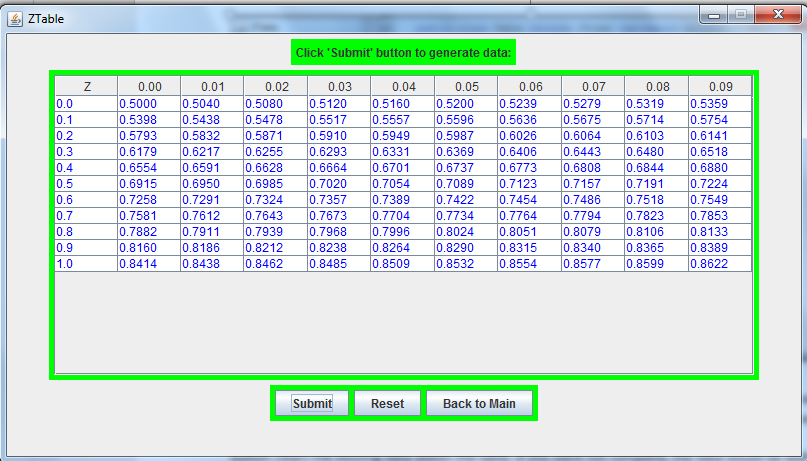 ZTable
Click 'Submit' button to generate data:
Z 0.00 0.01 0.02 0.03 0.04 0.05 0.06 0.07 0.08 0.09
0.0 0.5000 0.5040 0.5080 0.5120 0.5160 0.5200 0.5239 0.5279 0.5319 0.5359
0.1 0.5398 0.5438 0.5478 0.5517 0.5557 0.5596 0.5636 0.5675 0.5714 0.5754
0.2 0.5793 0.5832 0.5871 0.5910 0.5949 0.5987 0.6026 0.6064 0.6103 0.6141
0.3 0.6179 0.6217 0.6255 0.6293 0.6331 0.6369 0.6406 0.6443 0.6480 0.6518
0.4 0.6554 0.6591 0.6628 0.6664 0.6701 0.6737 0.6773 0.6808 0.6844 0.6880
0.5 0.6915 0.6950 0.6985 0.7020 0.7054 0.7089 0.7123 0.7157 0.7191 0.7224
0.6 0.7258 0.7291 0.7324 0.7357 0.7389 0.7422 0.7454 0.7486 0.7518 0.7549
0.7 0.7581 0.7612 0.7643 0.7673 0.7704 0.7734 0.7764 0.7794 0.7823 0.7853
0.8 0.7882 0.7911 0.7939 0.7968 0.7996 0.8024 0.8051 0.8079 0.8106 0.8133
0.9 0.8160 0.8186 0.8212 0.8238 0.8264 0.8290 0.8315 0.8340 0.8365 0.8389
1.0 0.8414 0.8438 0.8462 0.8485 0.8509 0.8532 0.8554 0.8577 0.8599 0.8622
Submit Reset Back to Main